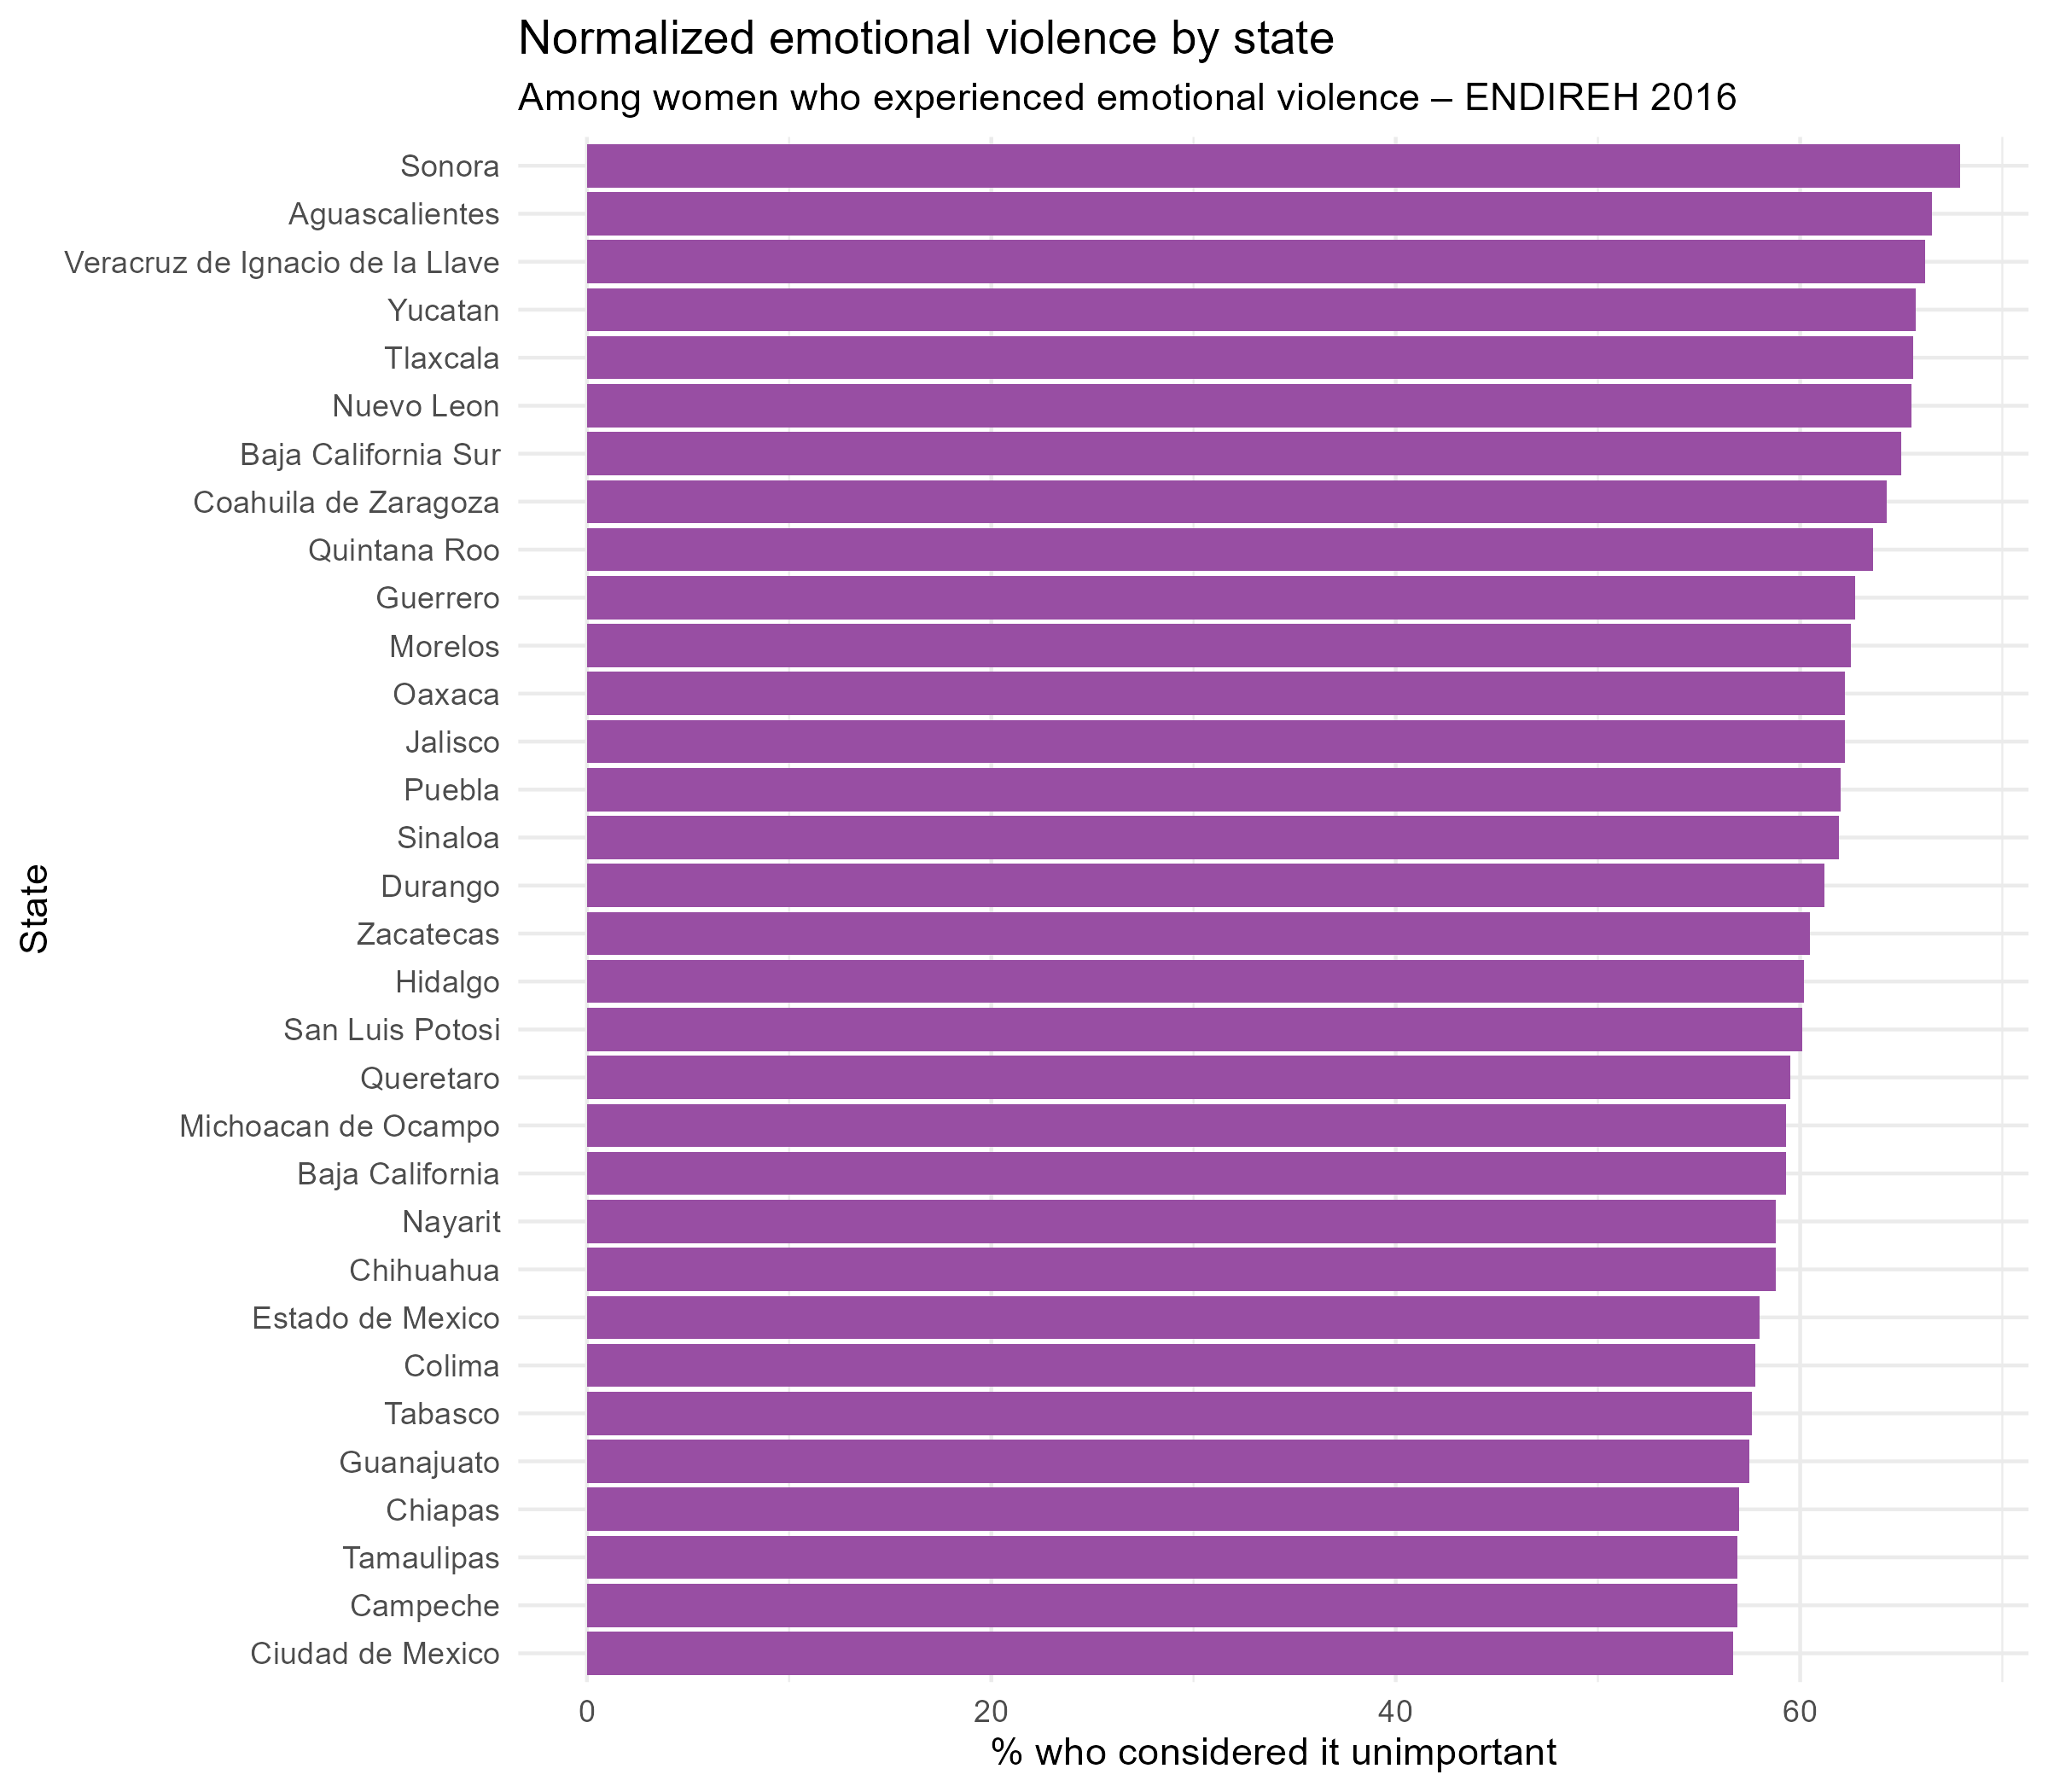 Normalized emotional violence by state
Among women who experienced emotional violence – ENDIREH 2016
State
Sonora
Aguascalientes
Veracruz de Ignacio de la Llave
Yucatan
Tlaxcala
Nuevo Leon
Baja California Sur
Coahuila de Zaragoza
Quintana Roo
Guerrero
Morelos
Oaxaca
Jalisco
Puebla
Sinaloa
Durango
Zacatecas
Hidalgo
San Luis Potosi
Queretaro
Michoacan de Ocampo
Baja California
Nayarit
Chihuahua
Estado de Mexico
Colima
Tabasco
Guanajuato
Chiapas
Tamaulipas
Campeche
Ciudad de Mexico
0 20 40 60
% who considered it unimportant